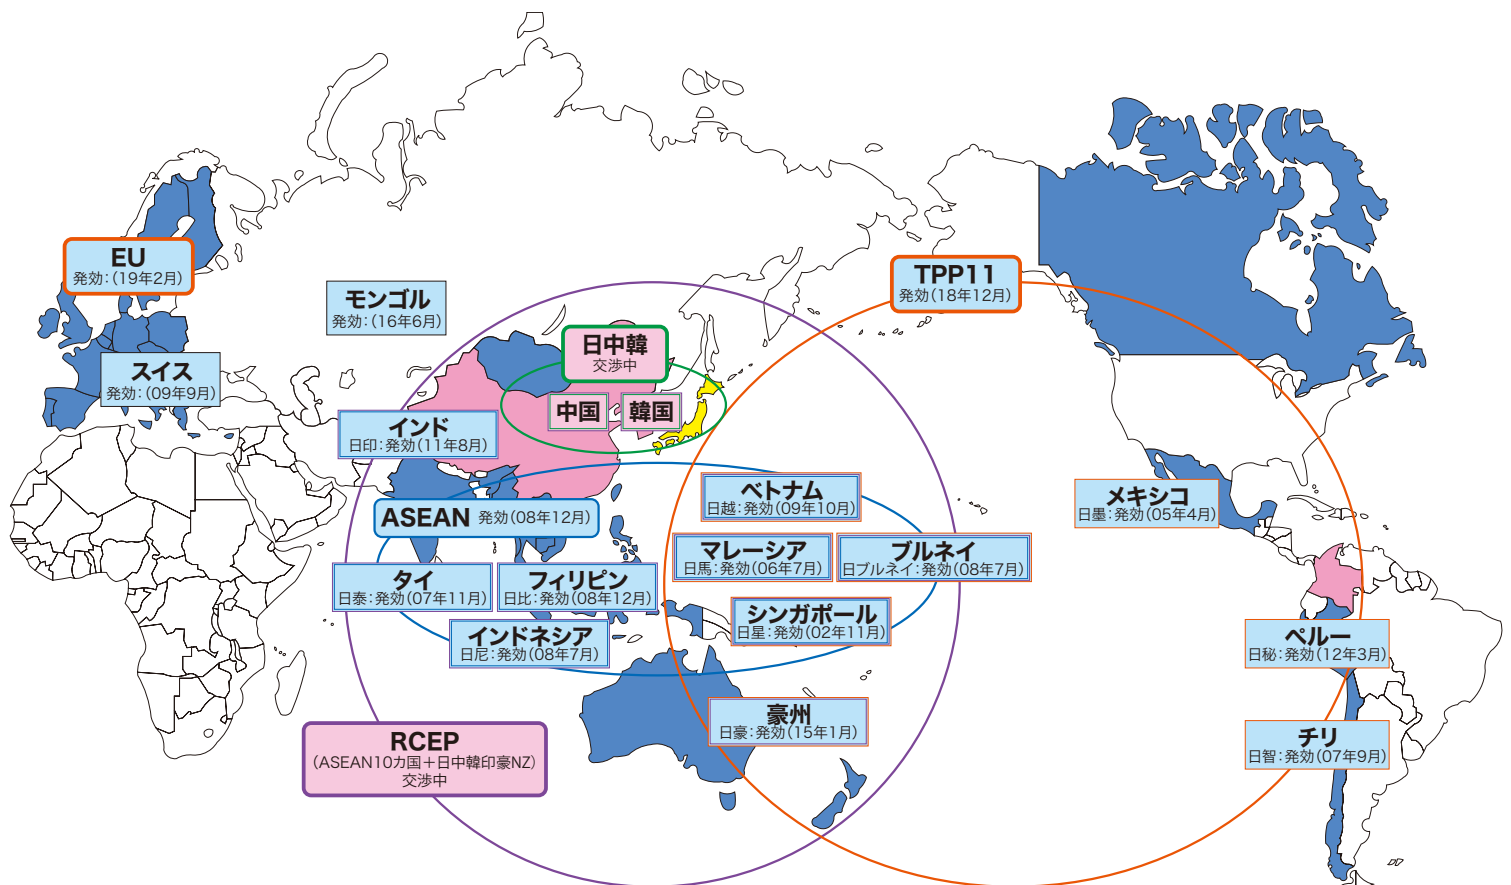 EU
発効：(19年2月)
スイス
発効：(09年9月)
モンゴル
発効：(16年6月)
日中韓
交渉中
中国
韓国
インド
日印：発効(11年8月)
ASEAN 発効(08年12月)
タイ
日泰：発効(07年11月)
フィリピン
日比：発効(08年12月)
インドネシア
日尼：発効(08年7月)
ベトナム
日越：発効(09年10月)
マレーシア
日馬：発効(06年7月)
ブルネイ
日ブルネイ：発効(08年7月)
シンガポール
日星：発効(02年11月)
豪州
日豪：発効(15年1月)
RCEP
(ASEAN10カ国＋日中韓印豪NZ)
交渉中
TPP11
発効(18年12月)
メキシコ
日墨：発効(05年4月)
ペルー
日秘：発効(12年3月)
チリ
日智：発効(07年9月)